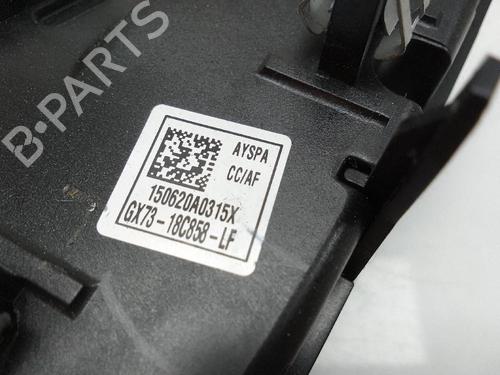 B-PARTS
AYSPA
CC/AF
150620A0315X
GX73-18C858-LF